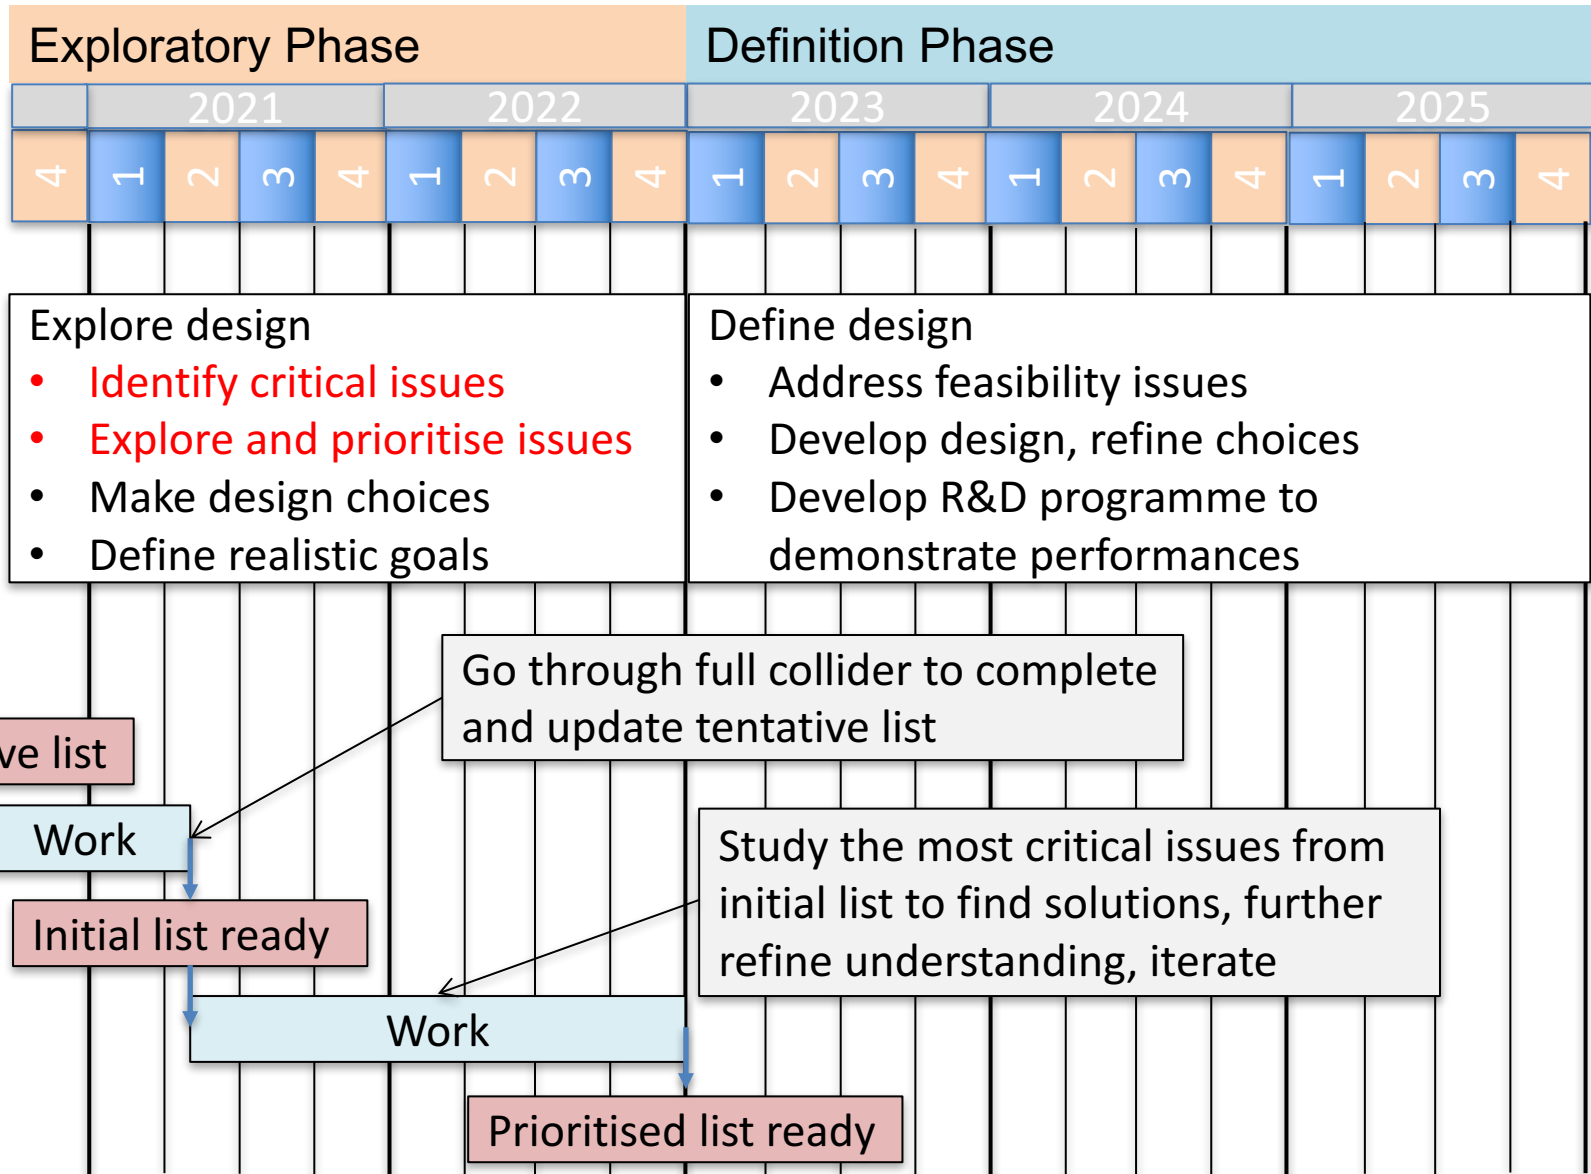 Exploratory Phase Definition Phase
2021 2022 2023 2024 2025
4 1 2 3 4 1 2 3 4 1 2 3 4 1 2 3 4 1 2 3 4
Explore design
• Identify critical issues
• Explore and prioritise issues
• Make design choices
• Define realistic goals
Define design
• Address feasibility issues
• Develop design, refine choices
• Develop R&D programme to
demonstrate performances
Go through full collider to complete
and update tentative list
ve list
Work
Study the most critical issues from
initial list to find solutions, further
refine understanding, iterate
Initial list ready
Work
Prioritised list ready